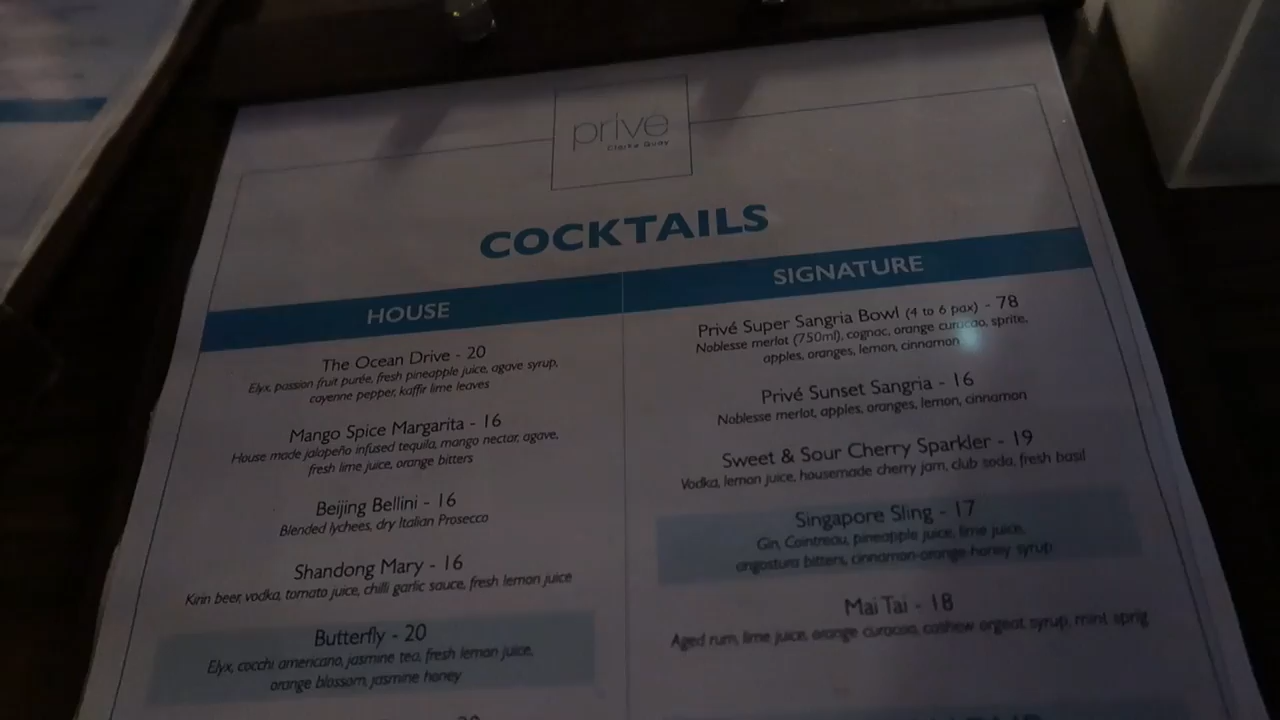 privé
Clarke Quay
COCKTAILS
HOUSE
The Ocean Drive - 20
Elyx, passion fruit purée, fresh pineapple juice, agave syrup,
cayenne pepper, kaffir lime leaves
Mango Spice Margarita - 16
House made jalapeño infused tequila, mango nectar, agave,
fresh lime juice, orange bitters
Beijing Bellini - 16
Blended lychees, dry Italian Prosecco
Shandong Mary - 16
Kirin beer, vodka, tomato juice, chilli garlic sauce, fresh lemon juice
Butterfly - 20
Elyx, cocchi americano, jasmine tea, fresh lemon juice,
orange blossom, jasmine honey
SIGNATURE
Privé Super Sangria Bowl (4 to 6 pax) - 78
Noblesse merlot (750ml), cognac, orange curacao, sprite,
apples, oranges, lemon, cinnamon
Privé Sunset Sangria - 16
Noblesse merlot, apples, oranges, lemon, cinnamon
Sweet & Sour Cherry Sparkler - 19
Vodka, lemon juice, housemade cherry jam, club soda, fresh basil
Singapore Sling - 17
Gin, Cointreau, pineapple juice, lime juice,
angostura bitters, cinnamon-orange-honey syrup
Mai Tai - 18
Aged rum, lime juice, orange curacao, cashew orgeat syrup, mint sprig